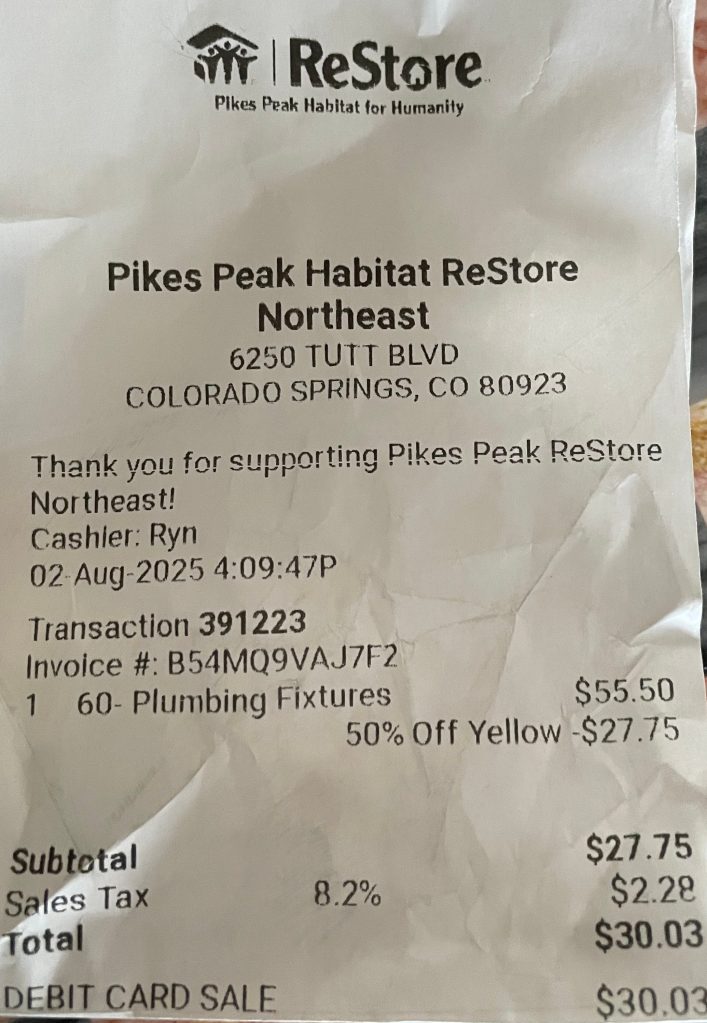 ReStore
Pikes Peak Habitat for Humanity
Pikes Peak Habitat ReStore
Northeast
6250 TUTT BLVD
COLORADO SPRINGS, CO 80923
Thank you for supporting Pikes Peak ReStore
Northeast!
Cashier: Ryn
02-Aug-2025 4:09:47P
Transaction 391223
Invoice #: B54MQ9VAJ7F2
1 60- Plumbing Fixtures $55.50
50% Off Yellow -$27.75
Subtotal $27.75
Sales Tax 8.2% $2.28
Total $30.03
DEBIT CARD SALE $30.03